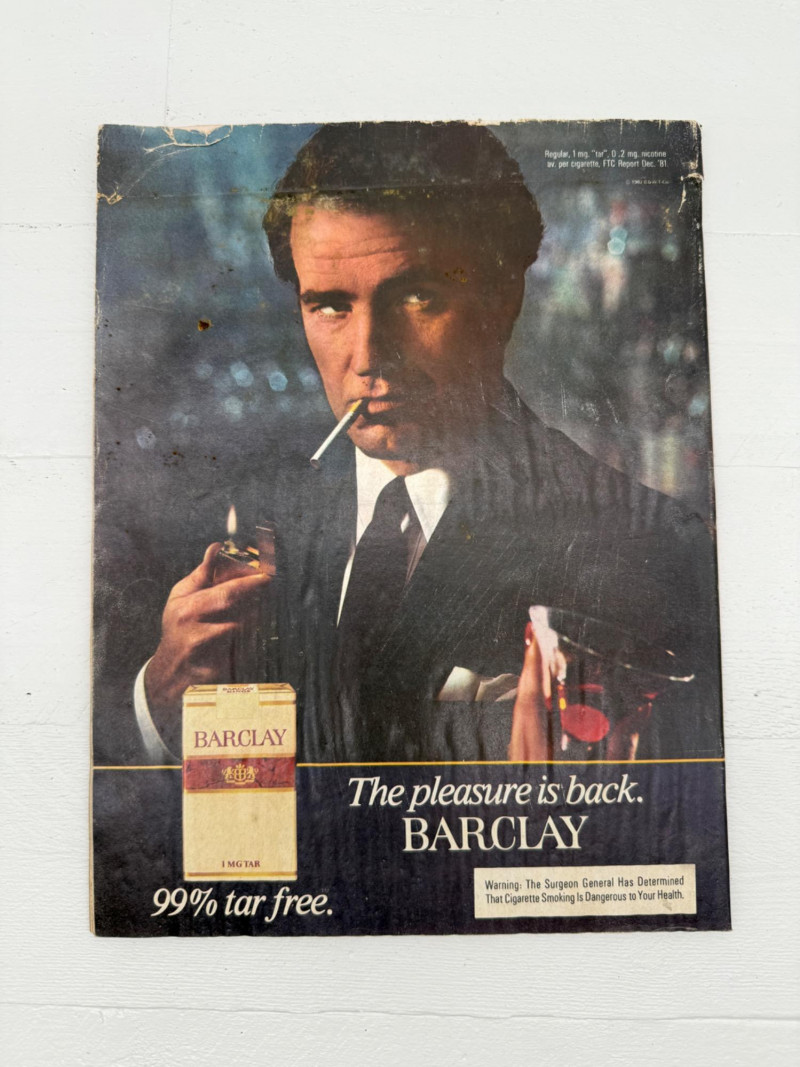 Regular, 1 mg. "tar", 0 .2 mg. nicotine
av. per cigarette, FTC Report Dec. '81
BARCLAY
BARCLAY
1 MG TAR
The pleasure is back.
BARCLAY
99% tar free.
Warning: The Surgeon General Has Determined
That Cigarette Smoking Is Dangerous to Your Health.